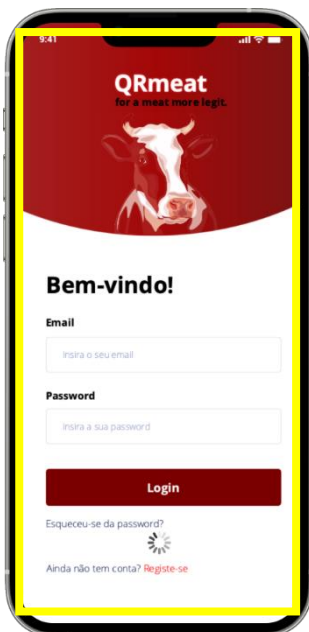 9:41
QRmeat
for a meat more legit.
Bem-vindo!
Email
Insira o seu email
Password
Insira a sua password
Login
Esqueceu-se da password?
Ainda não tem conta? Registe-se